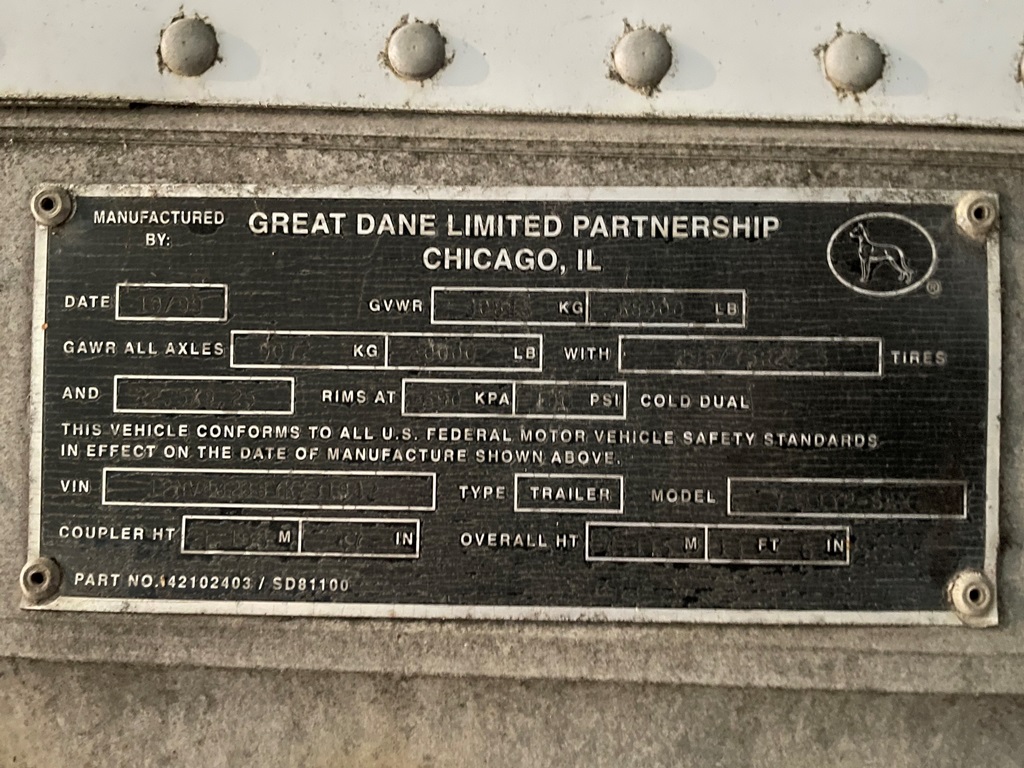 MANUFACTURED BY: GREAT DANE LIMITED PARTNERSHIP
CHICAGO, IL
DATE GVWR KG LB
GAWR ALL AXLES KG LB WITH TIRES
AND RIMS AT KPA PSI COLD DUAL
THIS VEHICLE CONFORMS TO ALL U.S. FEDERAL MOTOR VEHICLE SAFETY STANDARDS
IN EFFECT ON THE DATE OF MANUFACTURE SHOWN ABOVE.
VIN TYPE TRAILER MODEL
COUPLER HT M IN OVERALL HT M FT IN
PART NO. 42102403 / SD81100